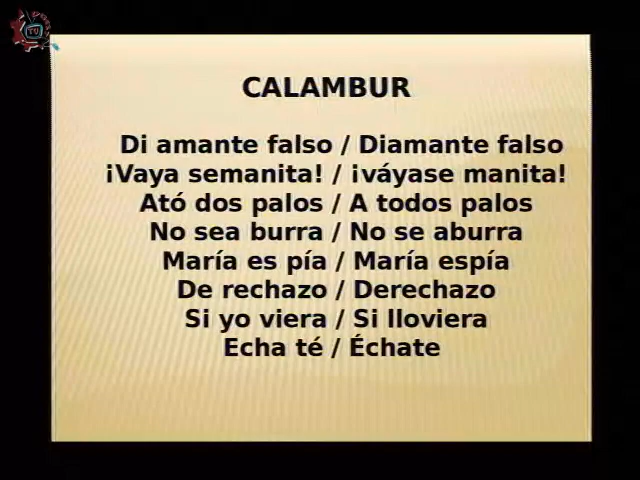 TU
CALAMBUR
Di amante falso / Diamante falso
¡Vaya semanita! / ¡váyase manita!
Ató dos palos / A todos palos
No sea burra / No se aburra
María es pía / María espía
De rechazo / Derechazo
Si yo viera / Si lloviera
Echa té / Échate